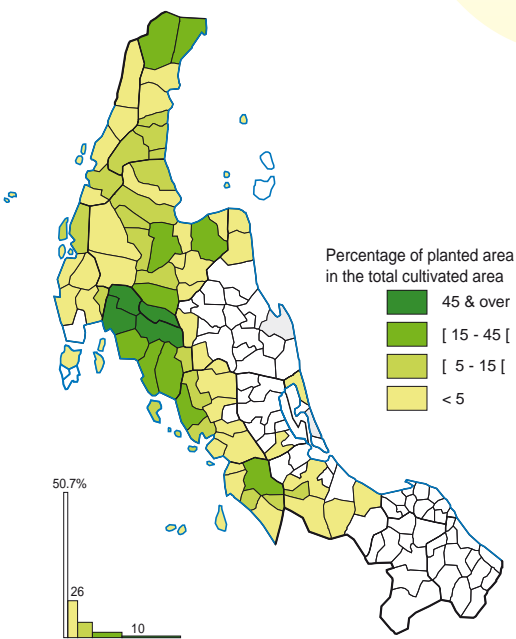 Percentage of planted area
in the total cultivated area
45 & over
[ 15 - 45 [
[ 5 - 15 [
< 5
50.7%
26
10